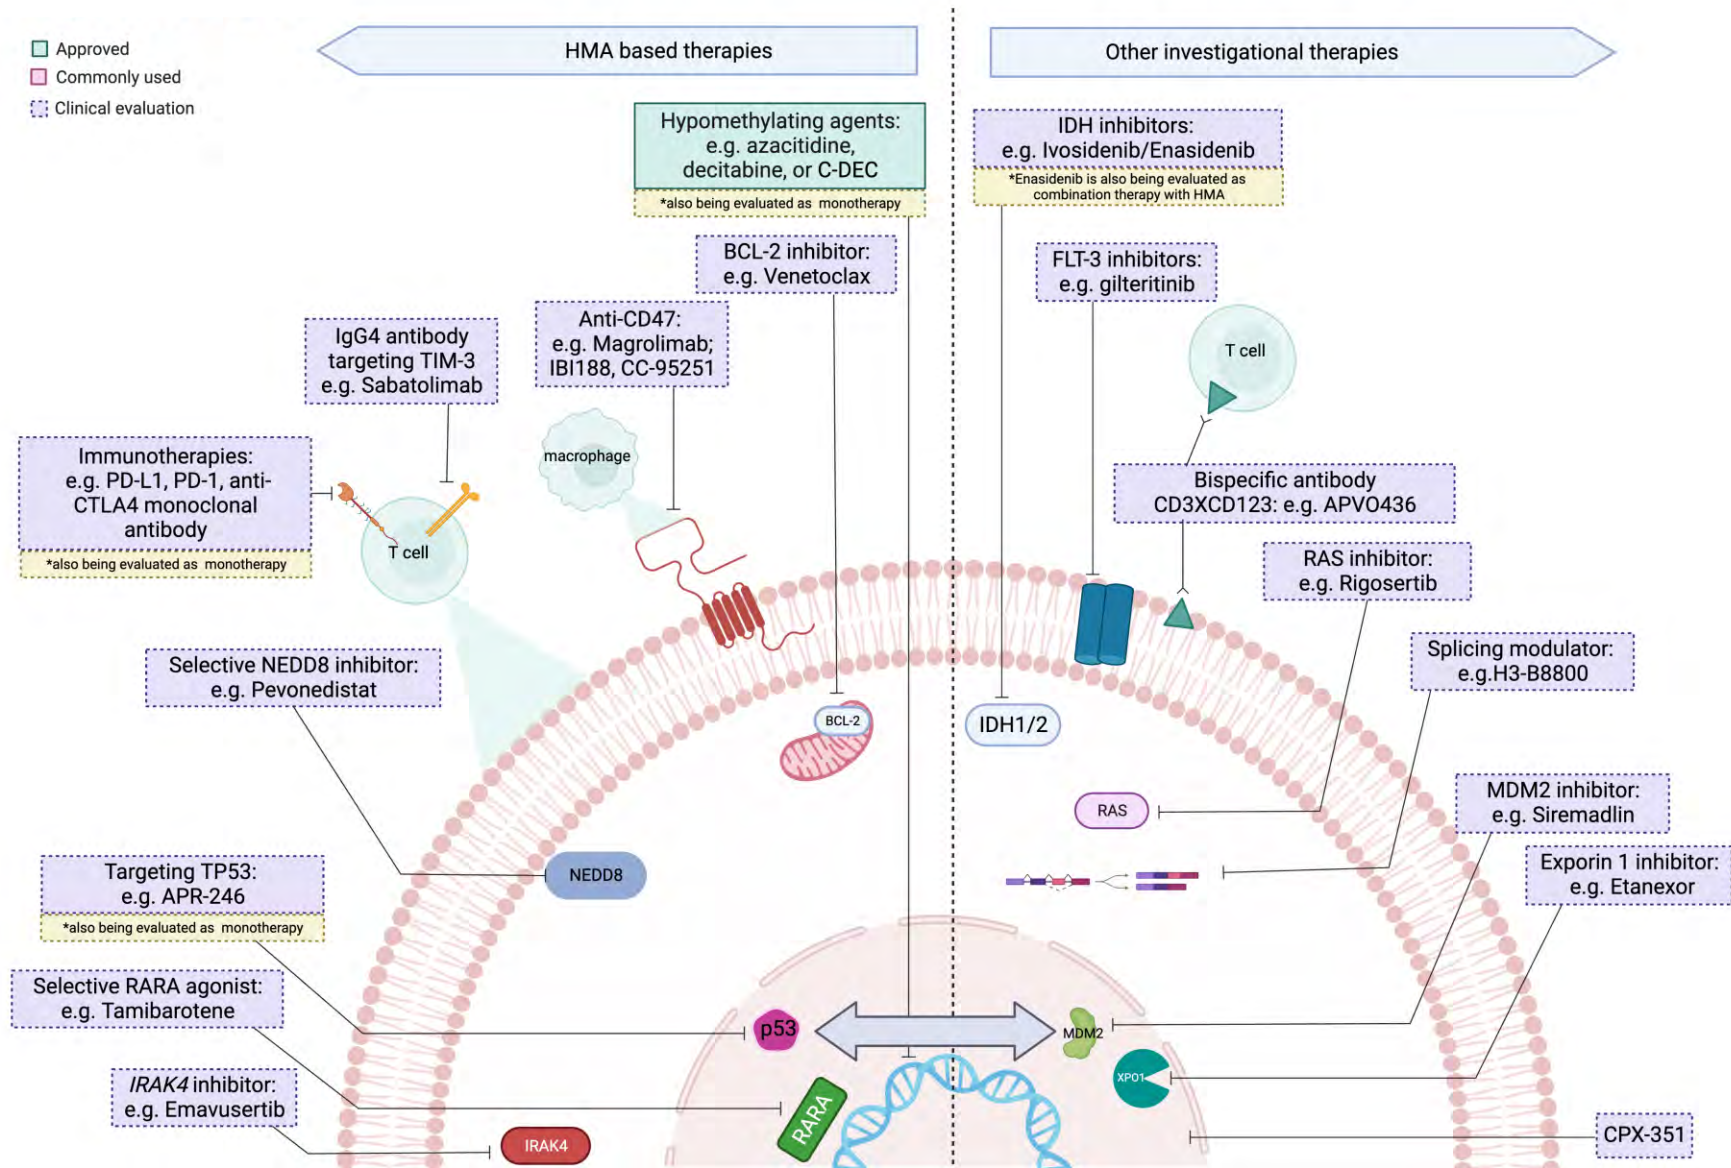 HMA based therapies
Other investigational therapies
Approved
Commonly used
Clinical evaluation
Hypomethylating agents:
e.g. azacitidine,
decitabine, or C-DEC
*also being evaluated as monotherapy
IDH inhibitors:
e.g. Ivosidenib/Enasidenib
*Enasidenib is also being evaluated as
combination therapy with HMA
BCL-2 inhibitor:
e.g. Venetoclax
FLT-3 inhibitors:
e.g. gilteritinib
Anti-CD47:
e.g. Magrolimab;
IBI188, CC-95251
IgG4 antibody
targeting TIM-3
e.g. Sabatolimab
T cell
macrophage
Immunotherapies:
e.g. PD-L1, PD-1, anti-
CTLA4 monoclonal
antibody
*also being evaluated as monotherapy
T cell
Bispecific antibody
CD3XCD123: e.g. APVO436
RAS inhibitor:
e.g. Rigosertib
Selective NEDD8 inhibitor:
e.g. Pevonedistat
Splicing modulator:
e.g.H3-B8800
BCL-2
IDH1/2
RAS
MDM2 inhibitor:
e.g. Siremadlin
NEDD8
Targeting TP53:
e.g. APR-246
*also being evaluated as monotherapy
Exporin 1 inhibitor:
e.g. Etanexor
Selective RARA agonist:
e.g. Tamibarotene
p53
MDM2
XPO1
IRAK4 inhibitor:
e.g. Emavusertib
RARA
IRAK4
CPX-351